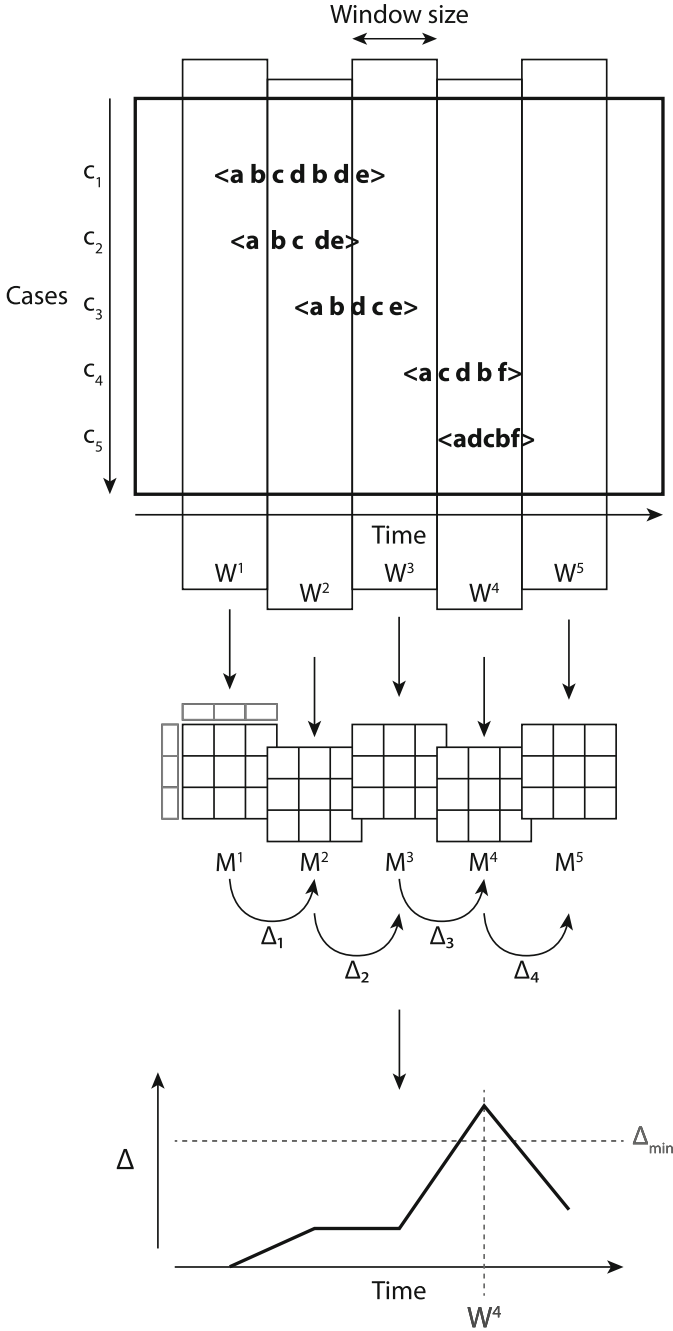 Window size
c1 <a b c d b d e>
c2 <a b c de>
Cases c3 <a b d c e>
c4 <a c d b f>
c5 <adcbf>
Time
W1 W3 W5
W2 W4
M1 M2 M3 M4 M5
Δ1 Δ3
Δ2 Δ4
Δmin
Δ
Time
W4